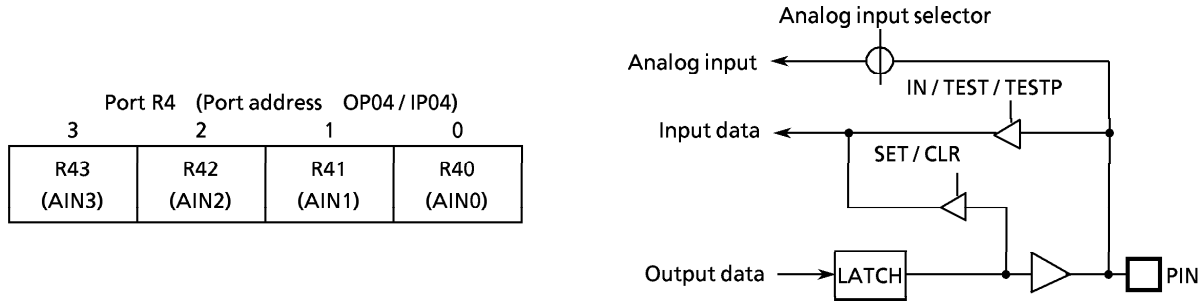 Port R4 (Port address OP04 / IP04)
3 2 1 0
R43 R42 R41 R40
(AIN3) (AIN2) (AIN1) (AIN0)
Analog input selector
Analog input
IN / TEST / TESTP
Input data
SET / CLR
Output data
LATCH
PIN